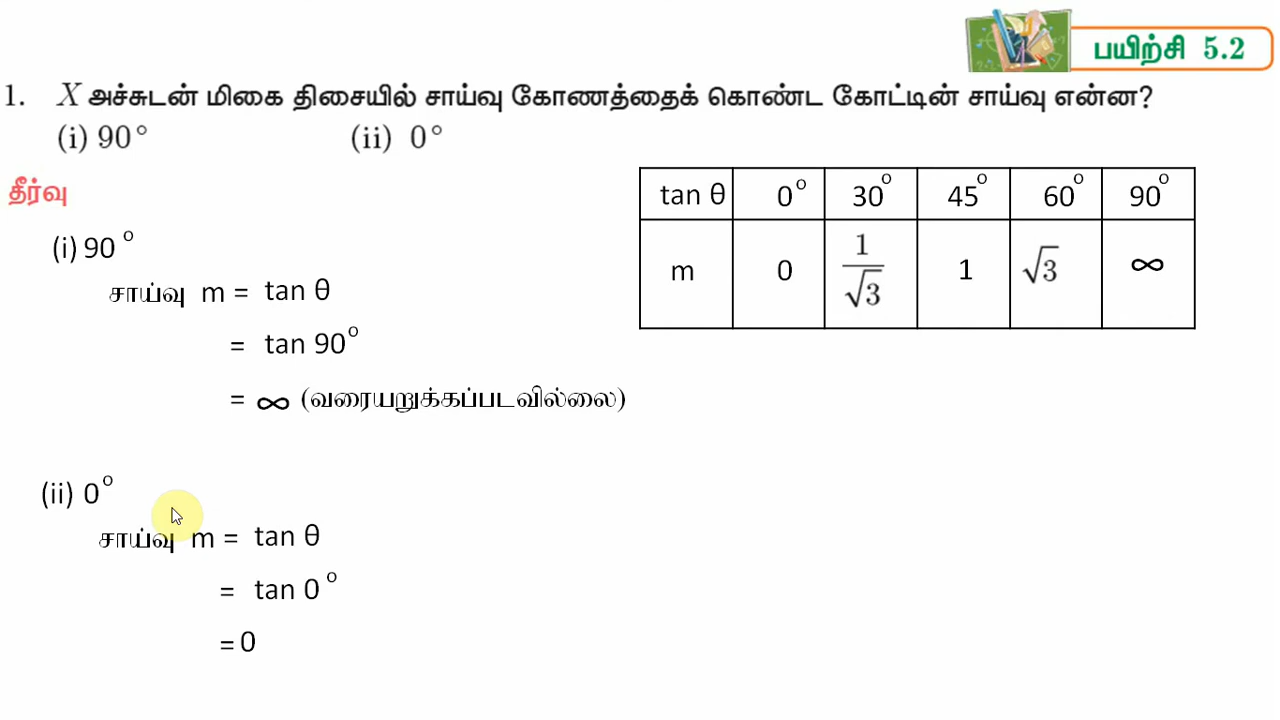 பயிற்சி 5.2
1. X அச்சுடன் மிகை திசையில் சாய்வு கோணத்தைக் கொண்ட கோட்டின் சாய்வு என்ன?
(i) 90° (ii) 0°
தீர்வு
tan θ 0° 30° 45° 60° 90°
m 0 1/√3 1 √3 ∞
(i) 90°
சாய்வு m = tan θ
= tan 90°
= ∞ (வரையறுக்கப்படவில்லை)
(ii) 0°
சாய்வு m = tan θ
= tan 0°
= 0